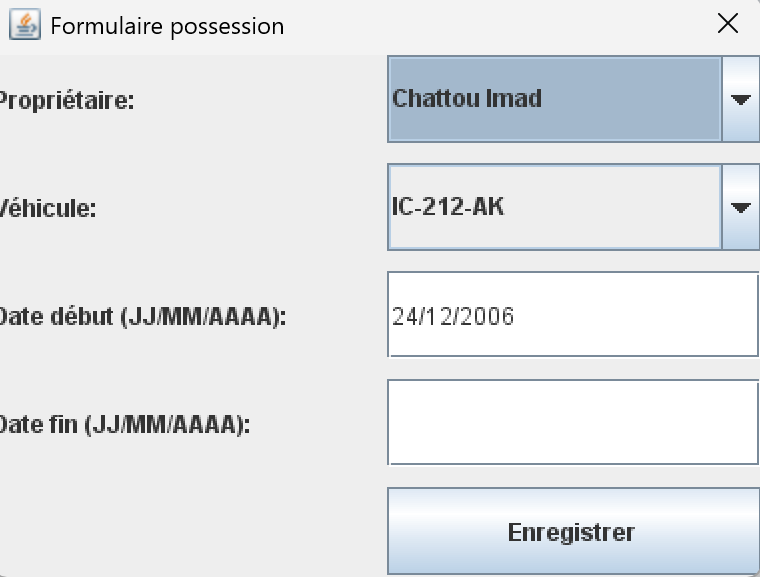 Formulaire possession
Propriétaire:
Chattou Imad
Véhicule:
IC-212-AK
Date début (JJ/MM/AAAA):
24/12/2006
Date fin (JJ/MM/AAAA):
Enregistrer